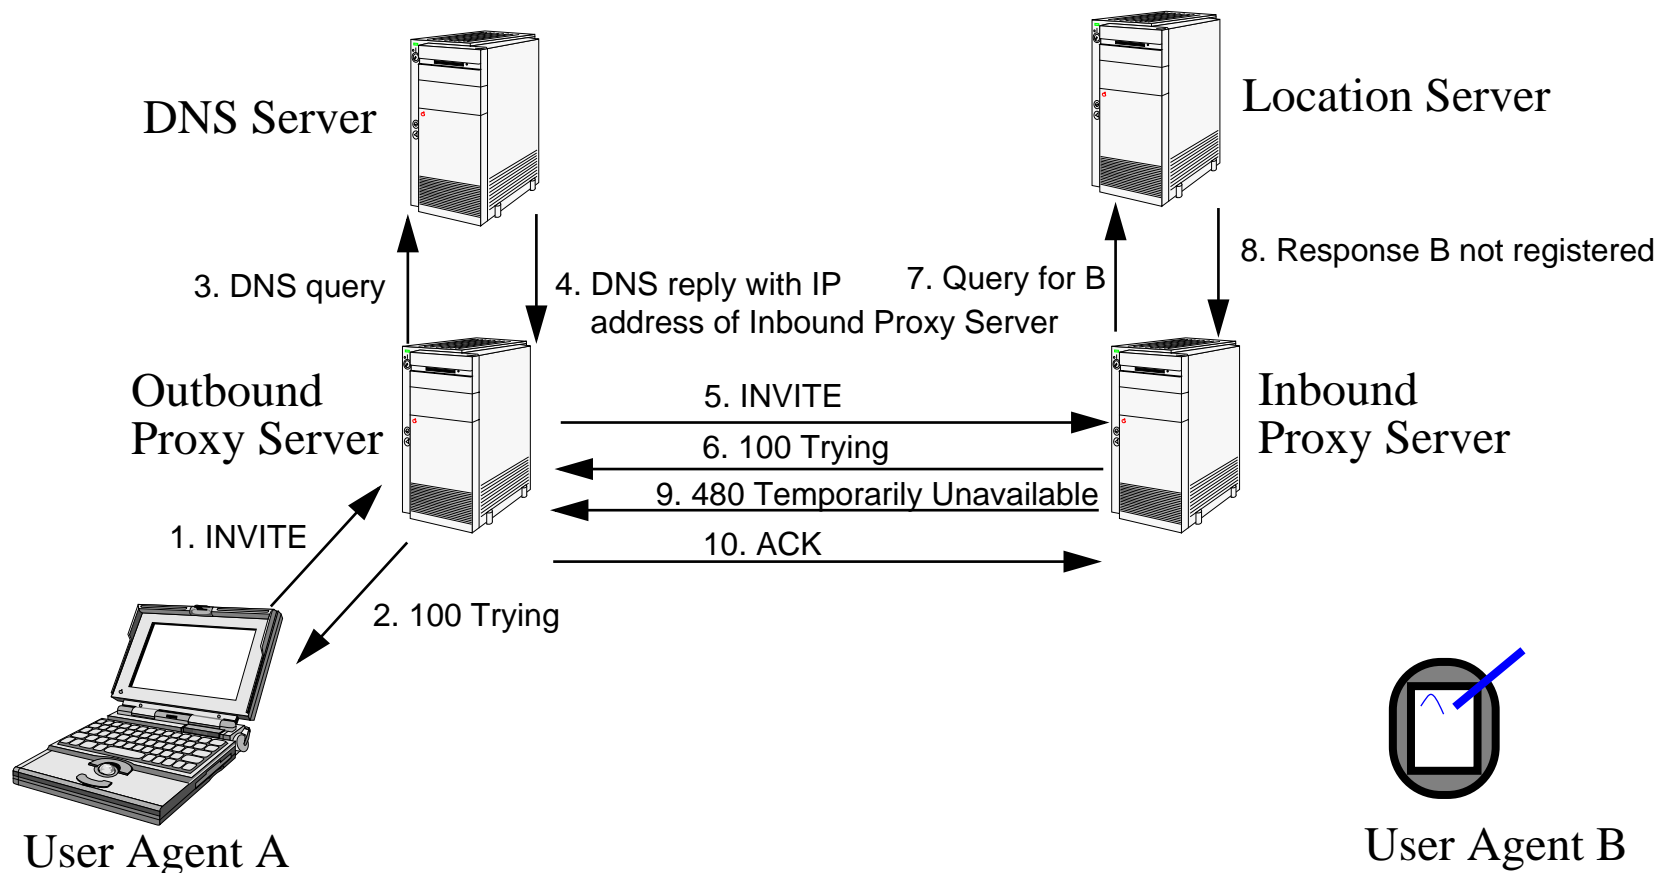 DNS Server
Location Server
3. DNS query
4. DNS reply with IP
address of Inbound Proxy Server
7. Query for B
8. Response B not registered
Outbound
Proxy Server
5. INVITE
6. 100 Trying
9. 480 Temporarily Unavailable
10. ACK
Inbound
Proxy Server
1. INVITE
2. 100 Trying
User Agent A
User Agent B